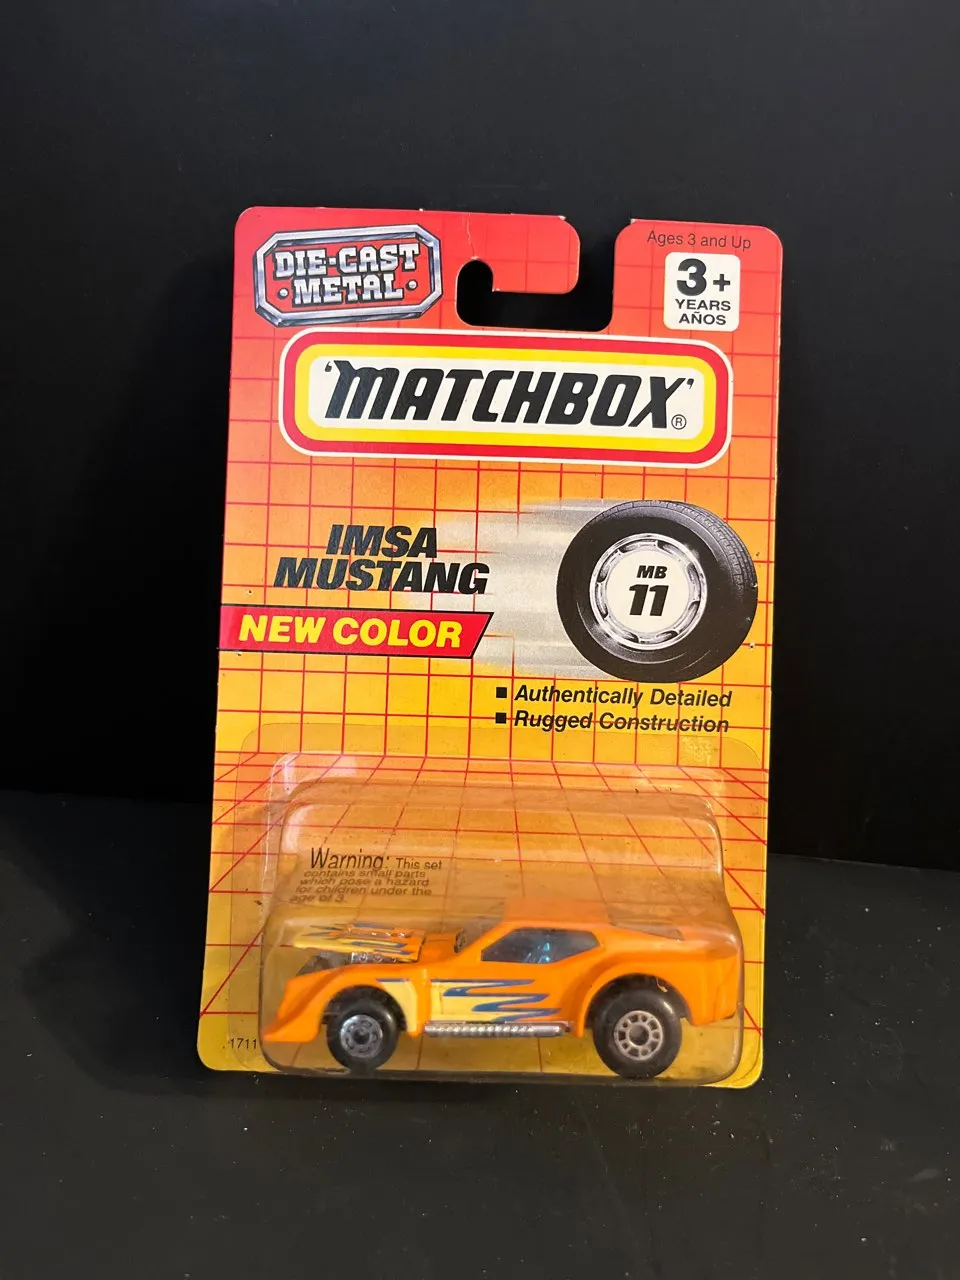 DIE-CAST
·METAL·
Ages 3 and Up
3+
YEARS
AÑOS
'MATCHBOX'®
IMSA
MUSTANG
NEW COLOR
MB
11
■ Authentically Detailed
■ Rugged Construction
Warning: This set
contains small parts
which pose a hazard
for children under the
age of 3.
1711